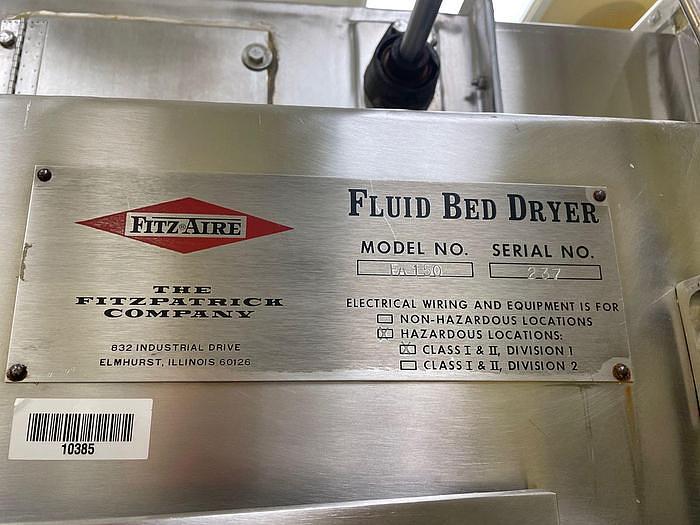 FITZ AIRE
THE
FITZPATRICK
COMPANY
832 INDUSTRIAL DRIVE
ELMHURST, ILLINOIS 60126
FLUID BED DRYER
MODEL NO. SERIAL NO.
FA 150 237
ELECTRICAL WIRING AND EQUIPMENT IS FOR
NON-HAZARDOUS LOCATIONS
X HAZARDOUS LOCATIONS:
X CLASS I & II, DIVISION 1
CLASS I & II, DIVISION 2
10385